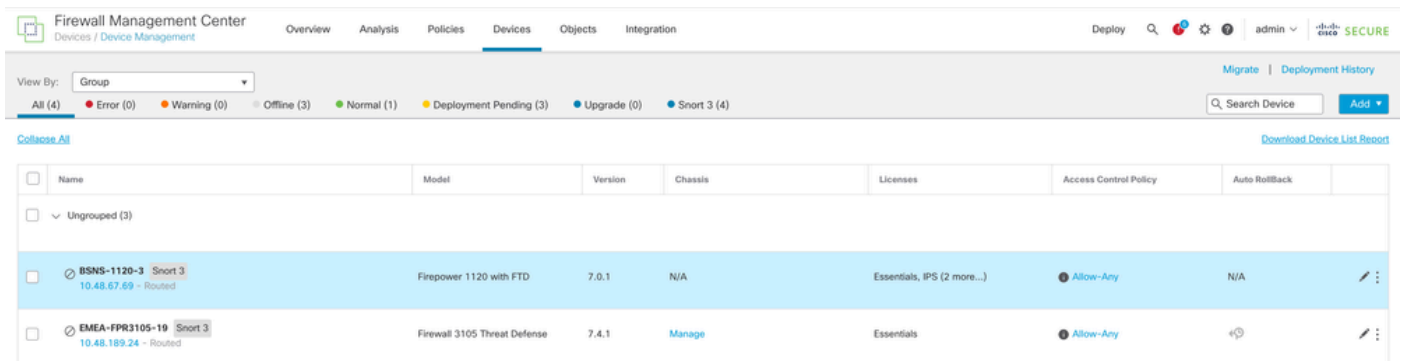 Firewall Management Center
Devices / Device Management
Overview Analysis Policies Devices Objects Integration
Deploy admin cisco SECURE
Migrate | Deployment History
View By: Group
All (4) Error (0) Warning (0) Offline (3) Normal (1) Deployment Pending (3) Upgrade (0) Snort 3 (4)
Search Device Add
Collapse All Download Device List Report
Name Model Version Chassis Licenses Access Control Policy Auto RollBack
Ungrouped (3)
BSNS-1120-3 Snort 3
10.48.67.69 - Routed
Firepower 1120 with FTD 7.0.1 N/A Essentials, IPS (2 more...) Allow-Any N/A
EMEA-FPR3105-19 Snort 3
10.48.189.24 - Routed
Firewall 3105 Threat Defense 7.4.1 Manage Essentials Allow-Any